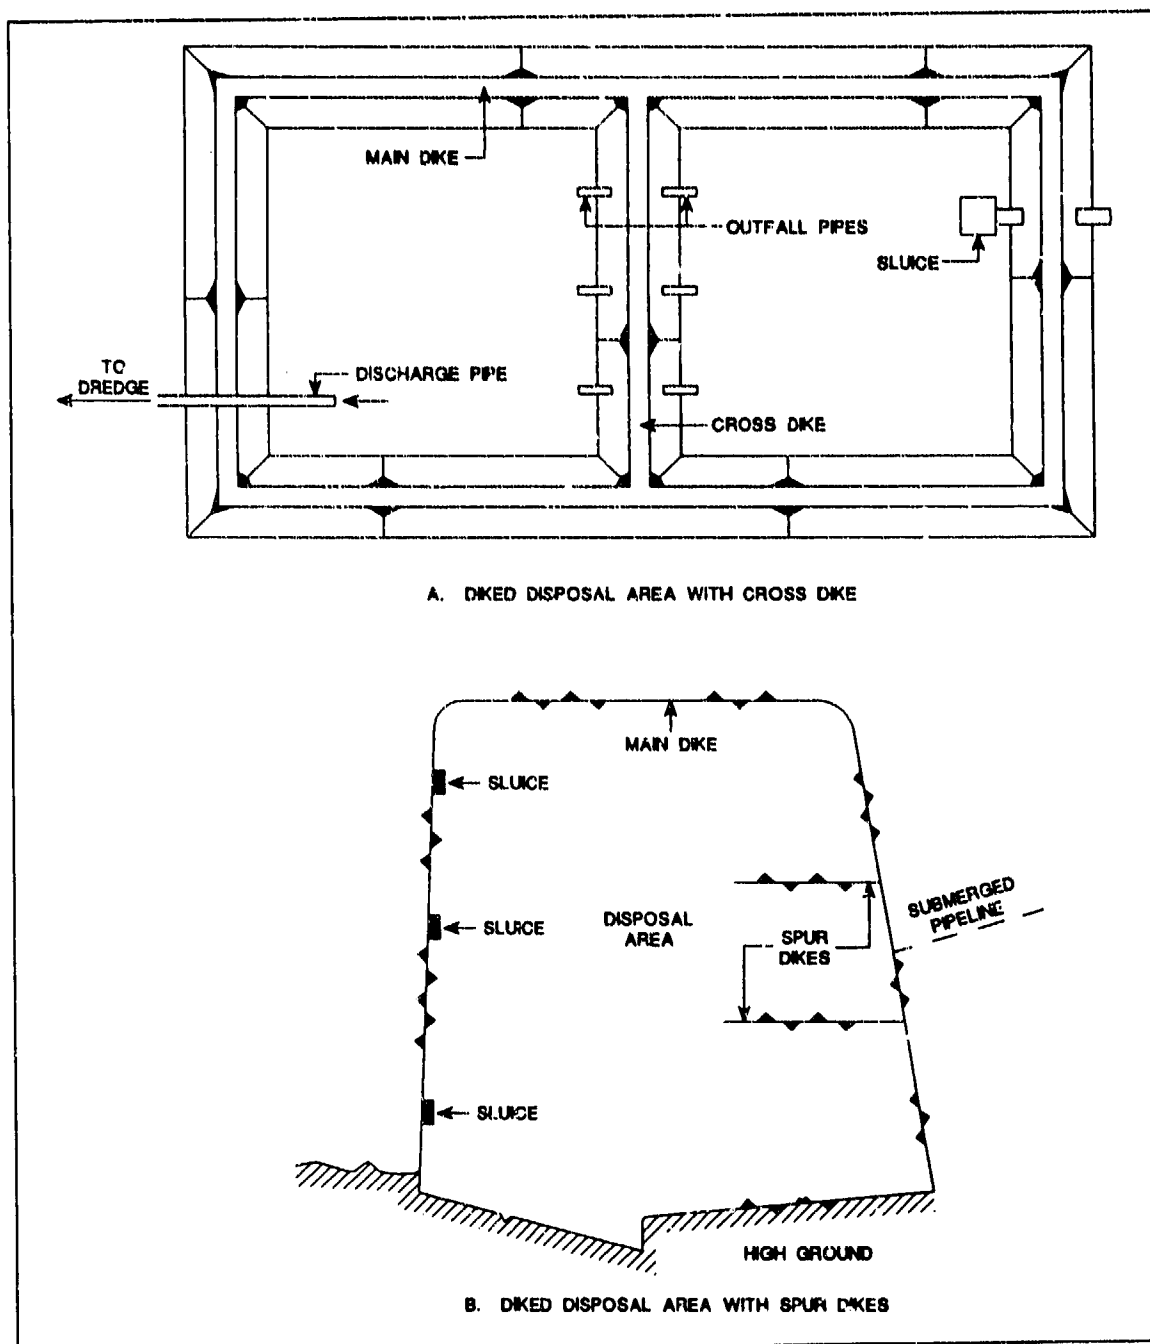 MAIN DIKE
OUTFALL PIPES
SLUICE
TO
DREDGE
DISCHARGE PIPE
CROSS DIKE
A. DIKED DISPOSAL AREA WITH CROSS DIKE
MAIN DIKE
SLUICE
SUBMERGED
PIPELINE
DISPOSAL
AREA
SLUICE
SPUR
DIKES
SLUICE
HIGH GROUND
B. DIKED DISPOSAL AREA WITH SPUR DIKES